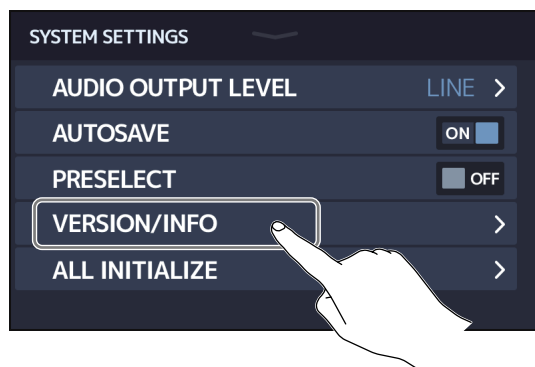 SYSTEM SETTINGS
AUDIO OUTPUT LEVEL LINE
AUTOSAVE ON
PRESELECT OFF
VERSION/INFO
ALL INITIALIZE